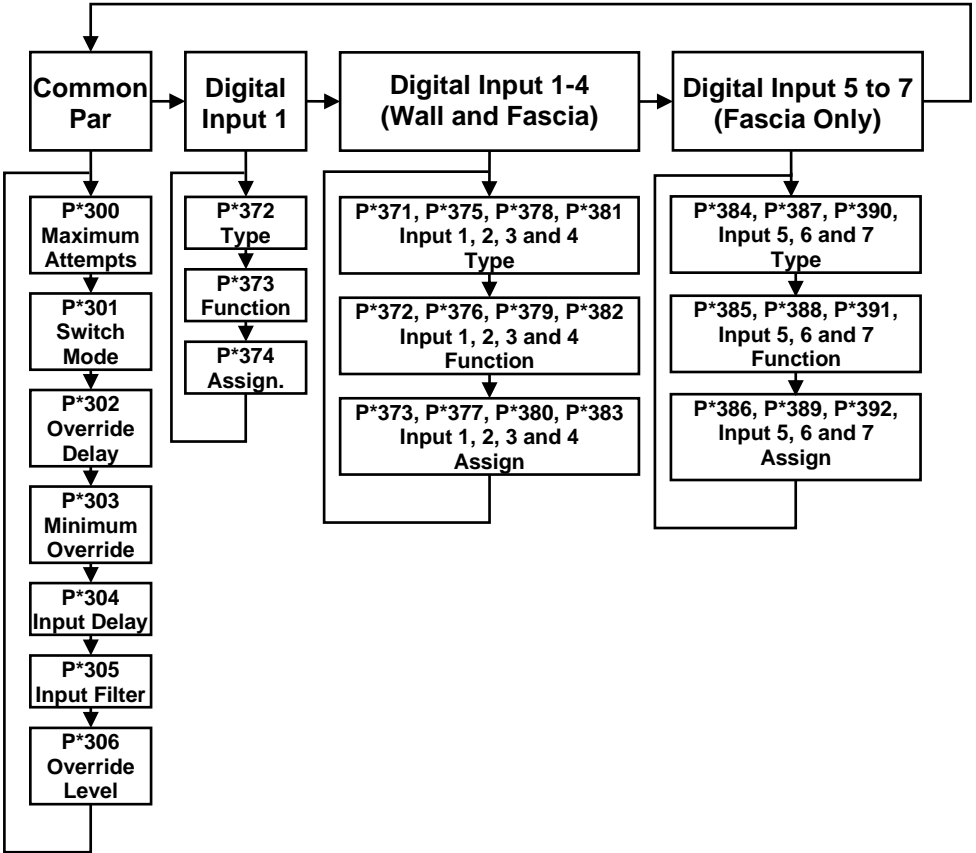 Common
Par
Digital
Input 1
Digital Input 1-4
(Wall and Fascia)
Digital Input 5 to 7
(Fascia Only)
P*300
Maximum
Attempts
P*301
Switch
Mode
P*302
Override
Delay
P*303
Minimum
Override
P*304
Input Delay
P*305
Input Filter
P*306
Override
Level
P*372
Type
P*373
Function
P*374
Assign.
P*371, P*375, P*378, P*381
Input 1, 2, 3 and 4
Type
P*372, P*376, P*379, P*382
Input 1, 2, 3 and 4
Function
P*373, P*377, P*380, P*383
Input 1, 2, 3 and 4
Assign
P*384, P*387, P*390,
Input 5, 6 and 7
Type
P*385, P*388, P*391,
Input 5, 6 and 7
Function
P*386, P*389, P*392,
Input 5, 6 and 7
Assign